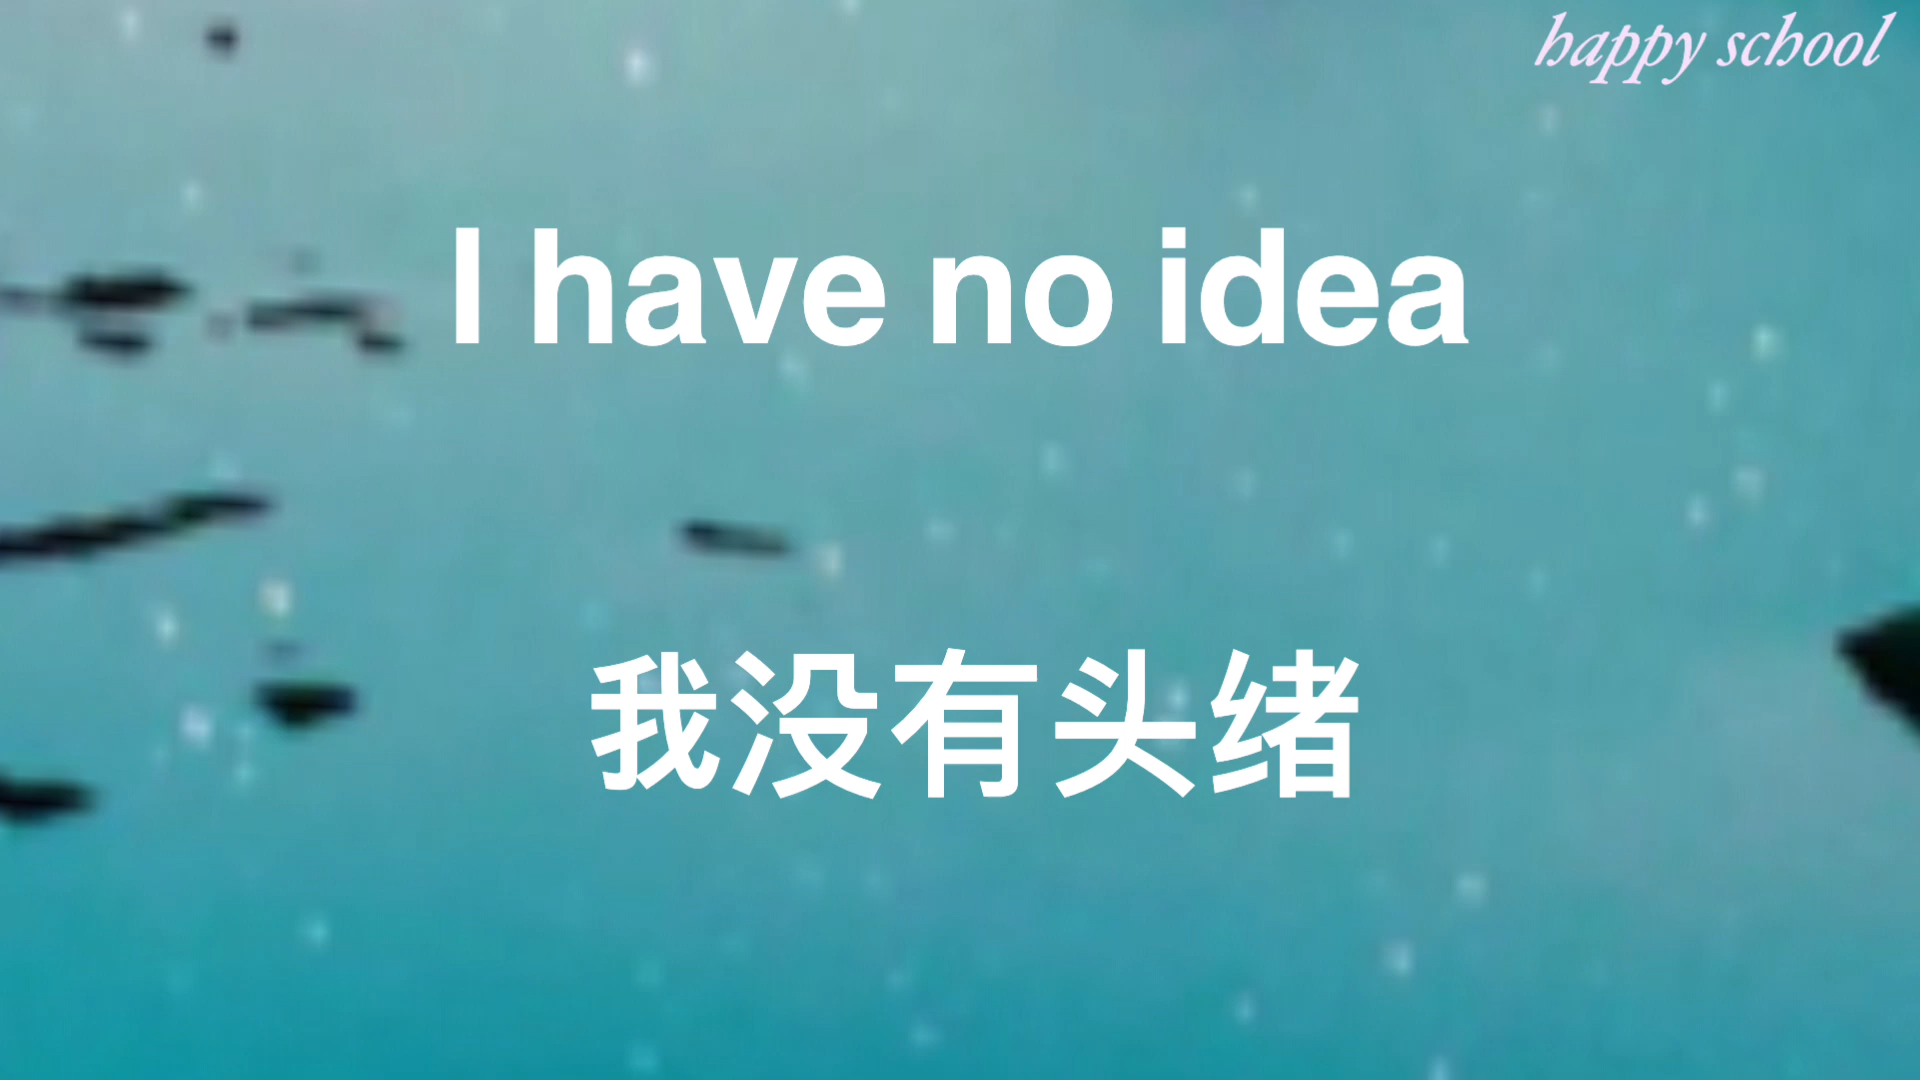 happy school
I have no idea
我没有头绪